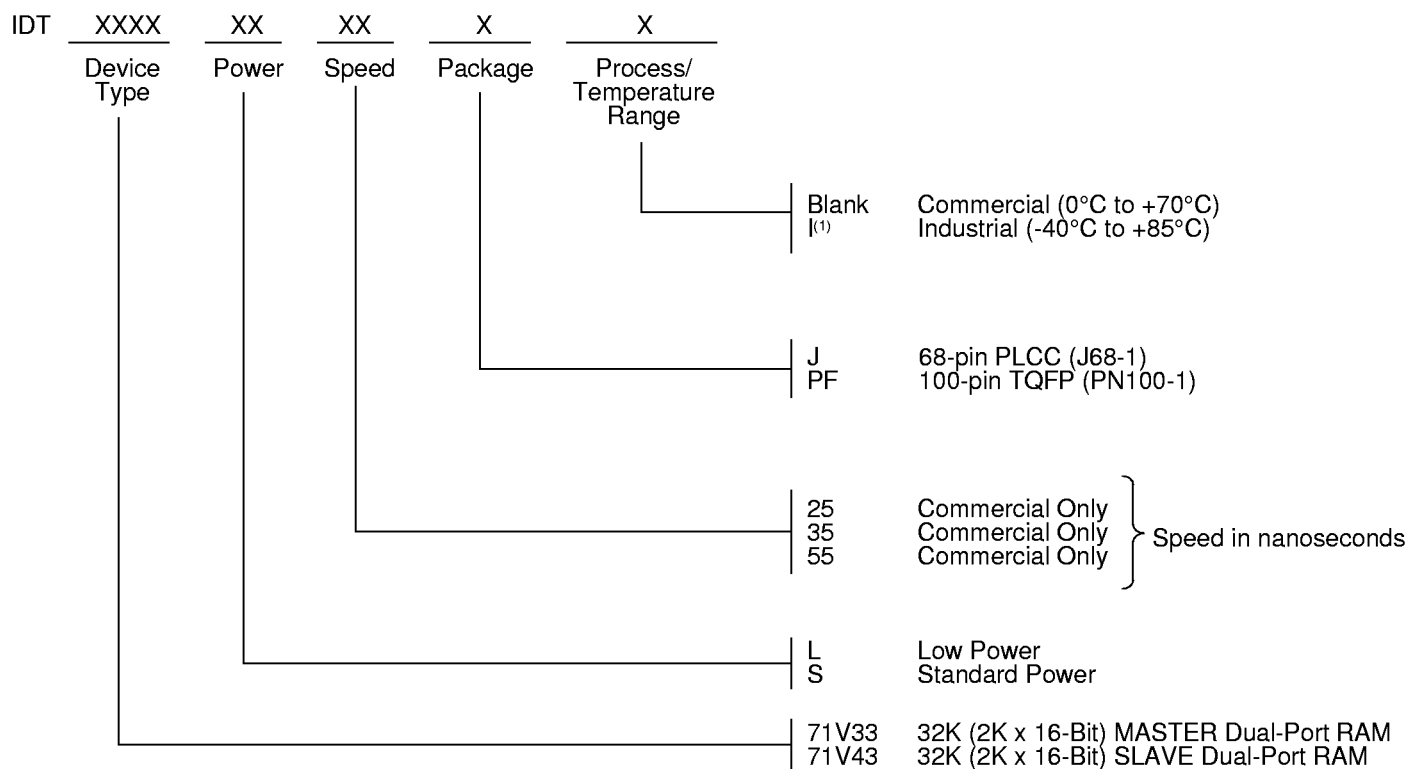 IDT XXXX XX XX X X
Device Type Power Speed Package Process/ Temperature Range
Blank Commercial (0°C to +70°C)
I(1) Industrial (-40°C to +85°C)
J 68-pin PLCC (J68-1)
PF 100-pin TQFP (PN100-1)
25 Commercial Only
35 Commercial Only
55 Commercial Only
Speed in nanoseconds
L Low Power
S Standard Power
71V33 32K (2K x 16-Bit) MASTER Dual-Port RAM
71V43 32K (2K x 16-Bit) SLAVE Dual-Port RAM